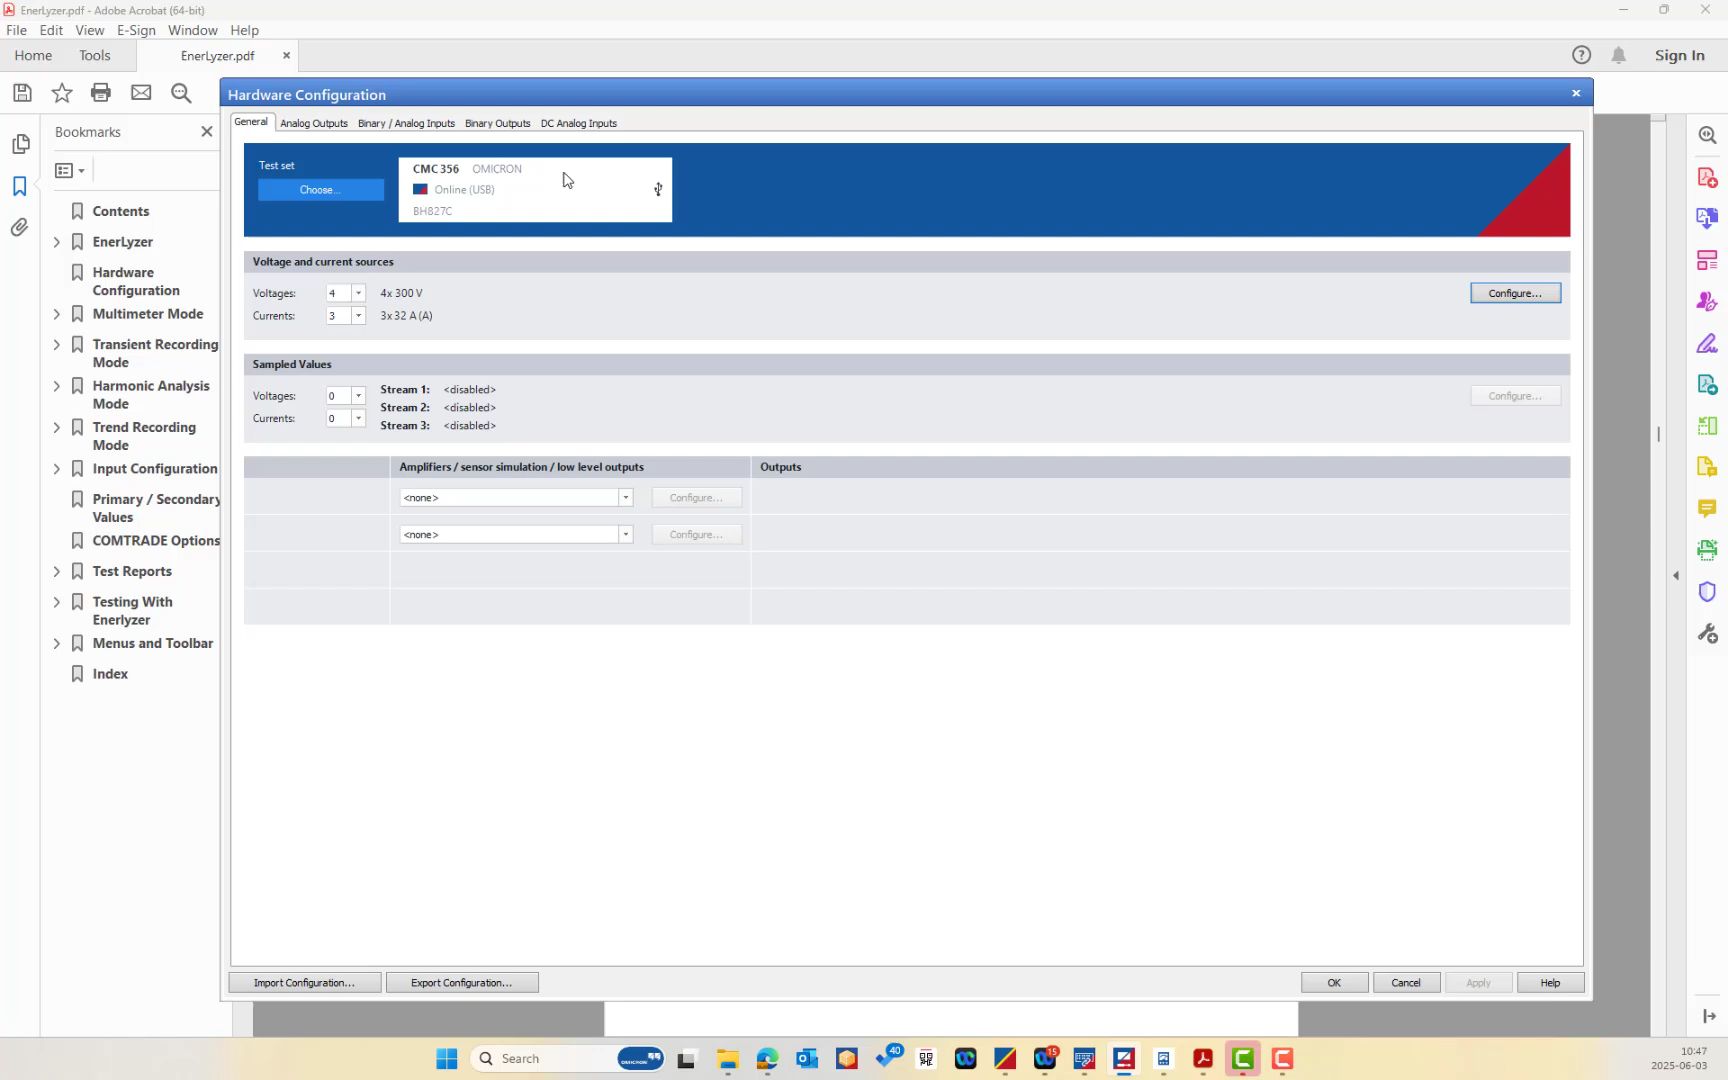 EnerLyzer.pdf - Adobe Acrobat (64-bit)
File Edit View E-Sign Window Help
Home Tools EnerLyzer.pdf Sign In
Hardware Configuration
General Analog Outputs Binary / Analog Inputs Binary Outputs DC Analog Inputs
Bookmarks
Contents
EnerLyzer
Hardware
Configuration
Multimeter Mode
Transient Recording
Mode
Harmonic Analysis
Mode
Trend Recording
Mode
Input Configuration
Primary / Secondary
Values
COMTRADE Options
Test Reports
Testing With
Enerlyzer
Menus and Toolbar
Index
Test set
Choose...
CMC356 OMICRON
Online (USB)
BH827C
Voltage and current sources
Voltages: 4 4x 300 V
Configure...
Currents: 3 3x 32 A (A)
Sampled Values
Voltages: 0
Currents: 0
Stream 1: <disabled>
Stream 2: <disabled>
Stream 3: <disabled>
Configure...
Amplifiers / sensor simulation / low level outputs Outputs
<none> Configure...
<none> Configure...
Import Configuration... Export Configuration... OK Cancel Apply Help
Search OMICRON 40 15
10:47
2025-06-03